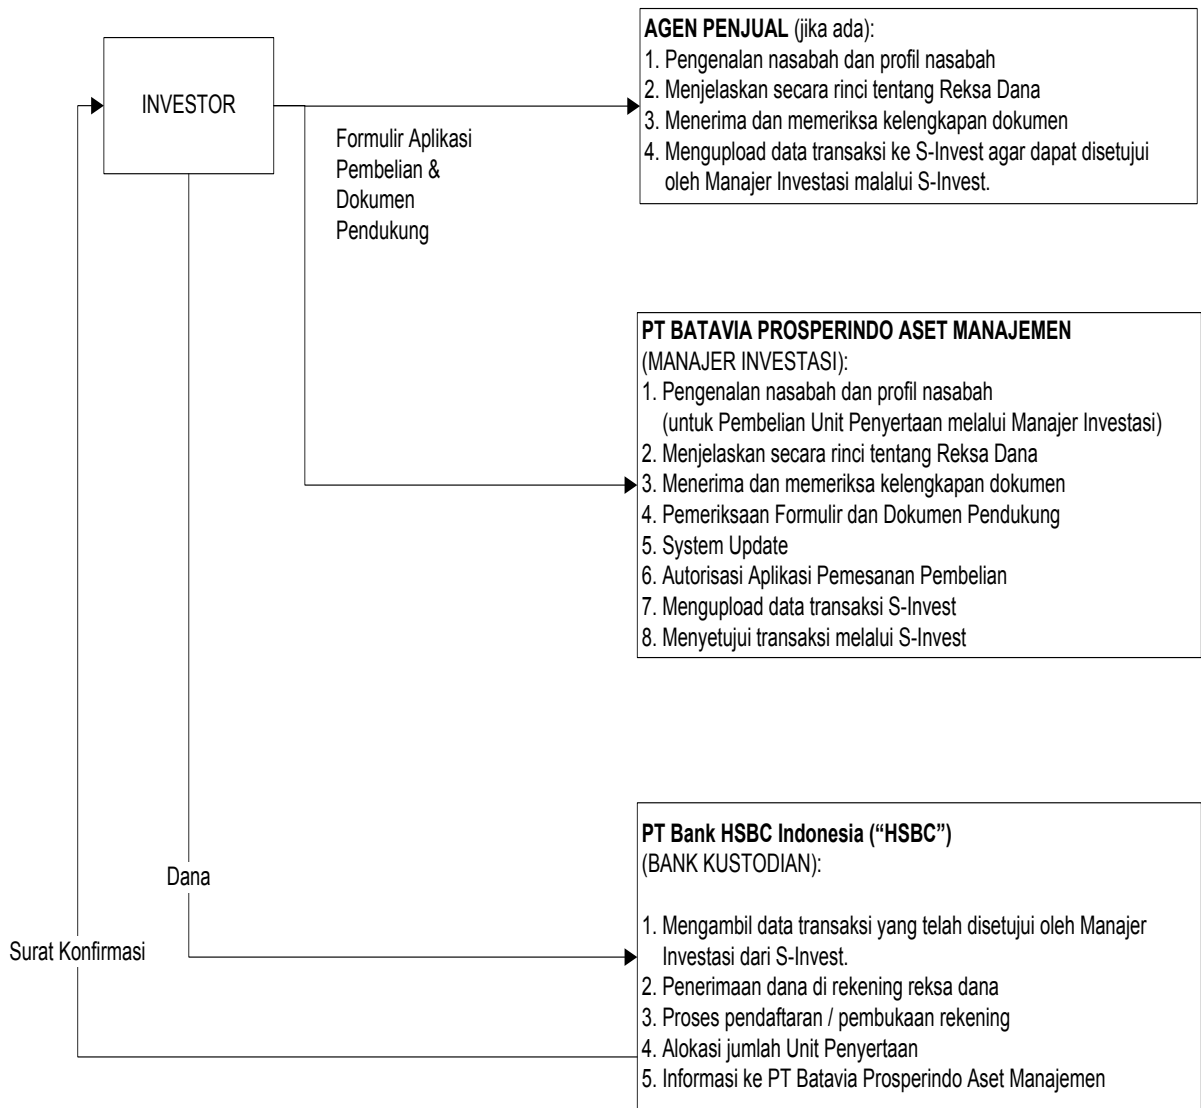 INVESTOR
Formulir Aplikasi
Pembelian &
Dokumen
Pendukung
AGEN PENJUAL (jika ada):
1. Pengenalan nasabah dan profil nasabah
2. Menjelaskan secara rinci tentang Reksa Dana
3. Menerima dan memeriksa kelengkapan dokumen
4. Mengupload data transaksi ke S-Invest agar dapat disetujui
oleh Manajer Investasi malalui S-Invest.
PT BATAVIA PROSPERINDO ASET MANAJEMEN
(MANAJER INVESTASI):
1. Pengenalan nasabah dan profil nasabah
(untuk Pembelian Unit Penyertaan melalui Manajer Investasi)
2. Menjelaskan secara rinci tentang Reksa Dana
3. Menerima dan memeriksa kelengkapan dokumen
4. Pemeriksaan Formulir dan Dokumen Pendukung
5. System Update
6. Autorisasi Aplikasi Pemesanan Pembelian
7. Mengupload data transaksi S-Invest
8. Menyetujui transaksi melalui S-Invest
Dana
Surat Konfirmasi
PT Bank HSBC Indonesia (“HSBC”)
(BANK KUSTODIAN):
1. Mengambil data transaksi yang telah disetujui oleh Manajer
Investasi dari S-Invest.
2. Penerimaan dana di rekening reksa dana
3. Proses pendaftaran / pembukaan rekening
4. Alokasi jumlah Unit Penyertaan
5. Informasi ke PT Batavia Prosperindo Aset Manajemen